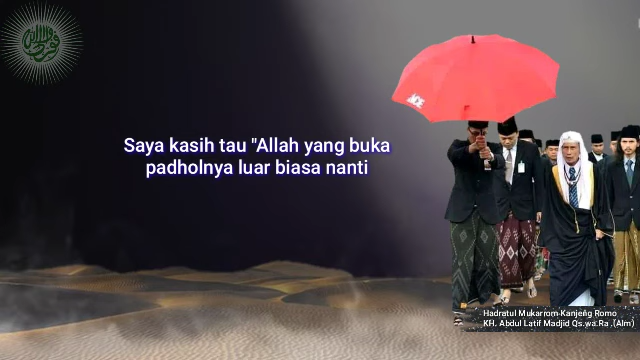 Saya kasih tau "Allah yang buka
padholnya luar biasa nanti
ACE
Hadratul Mukarrom Kanjeng Romo
KH. Abdul Latif Madjid Qs.wa.Ra .(Alm)